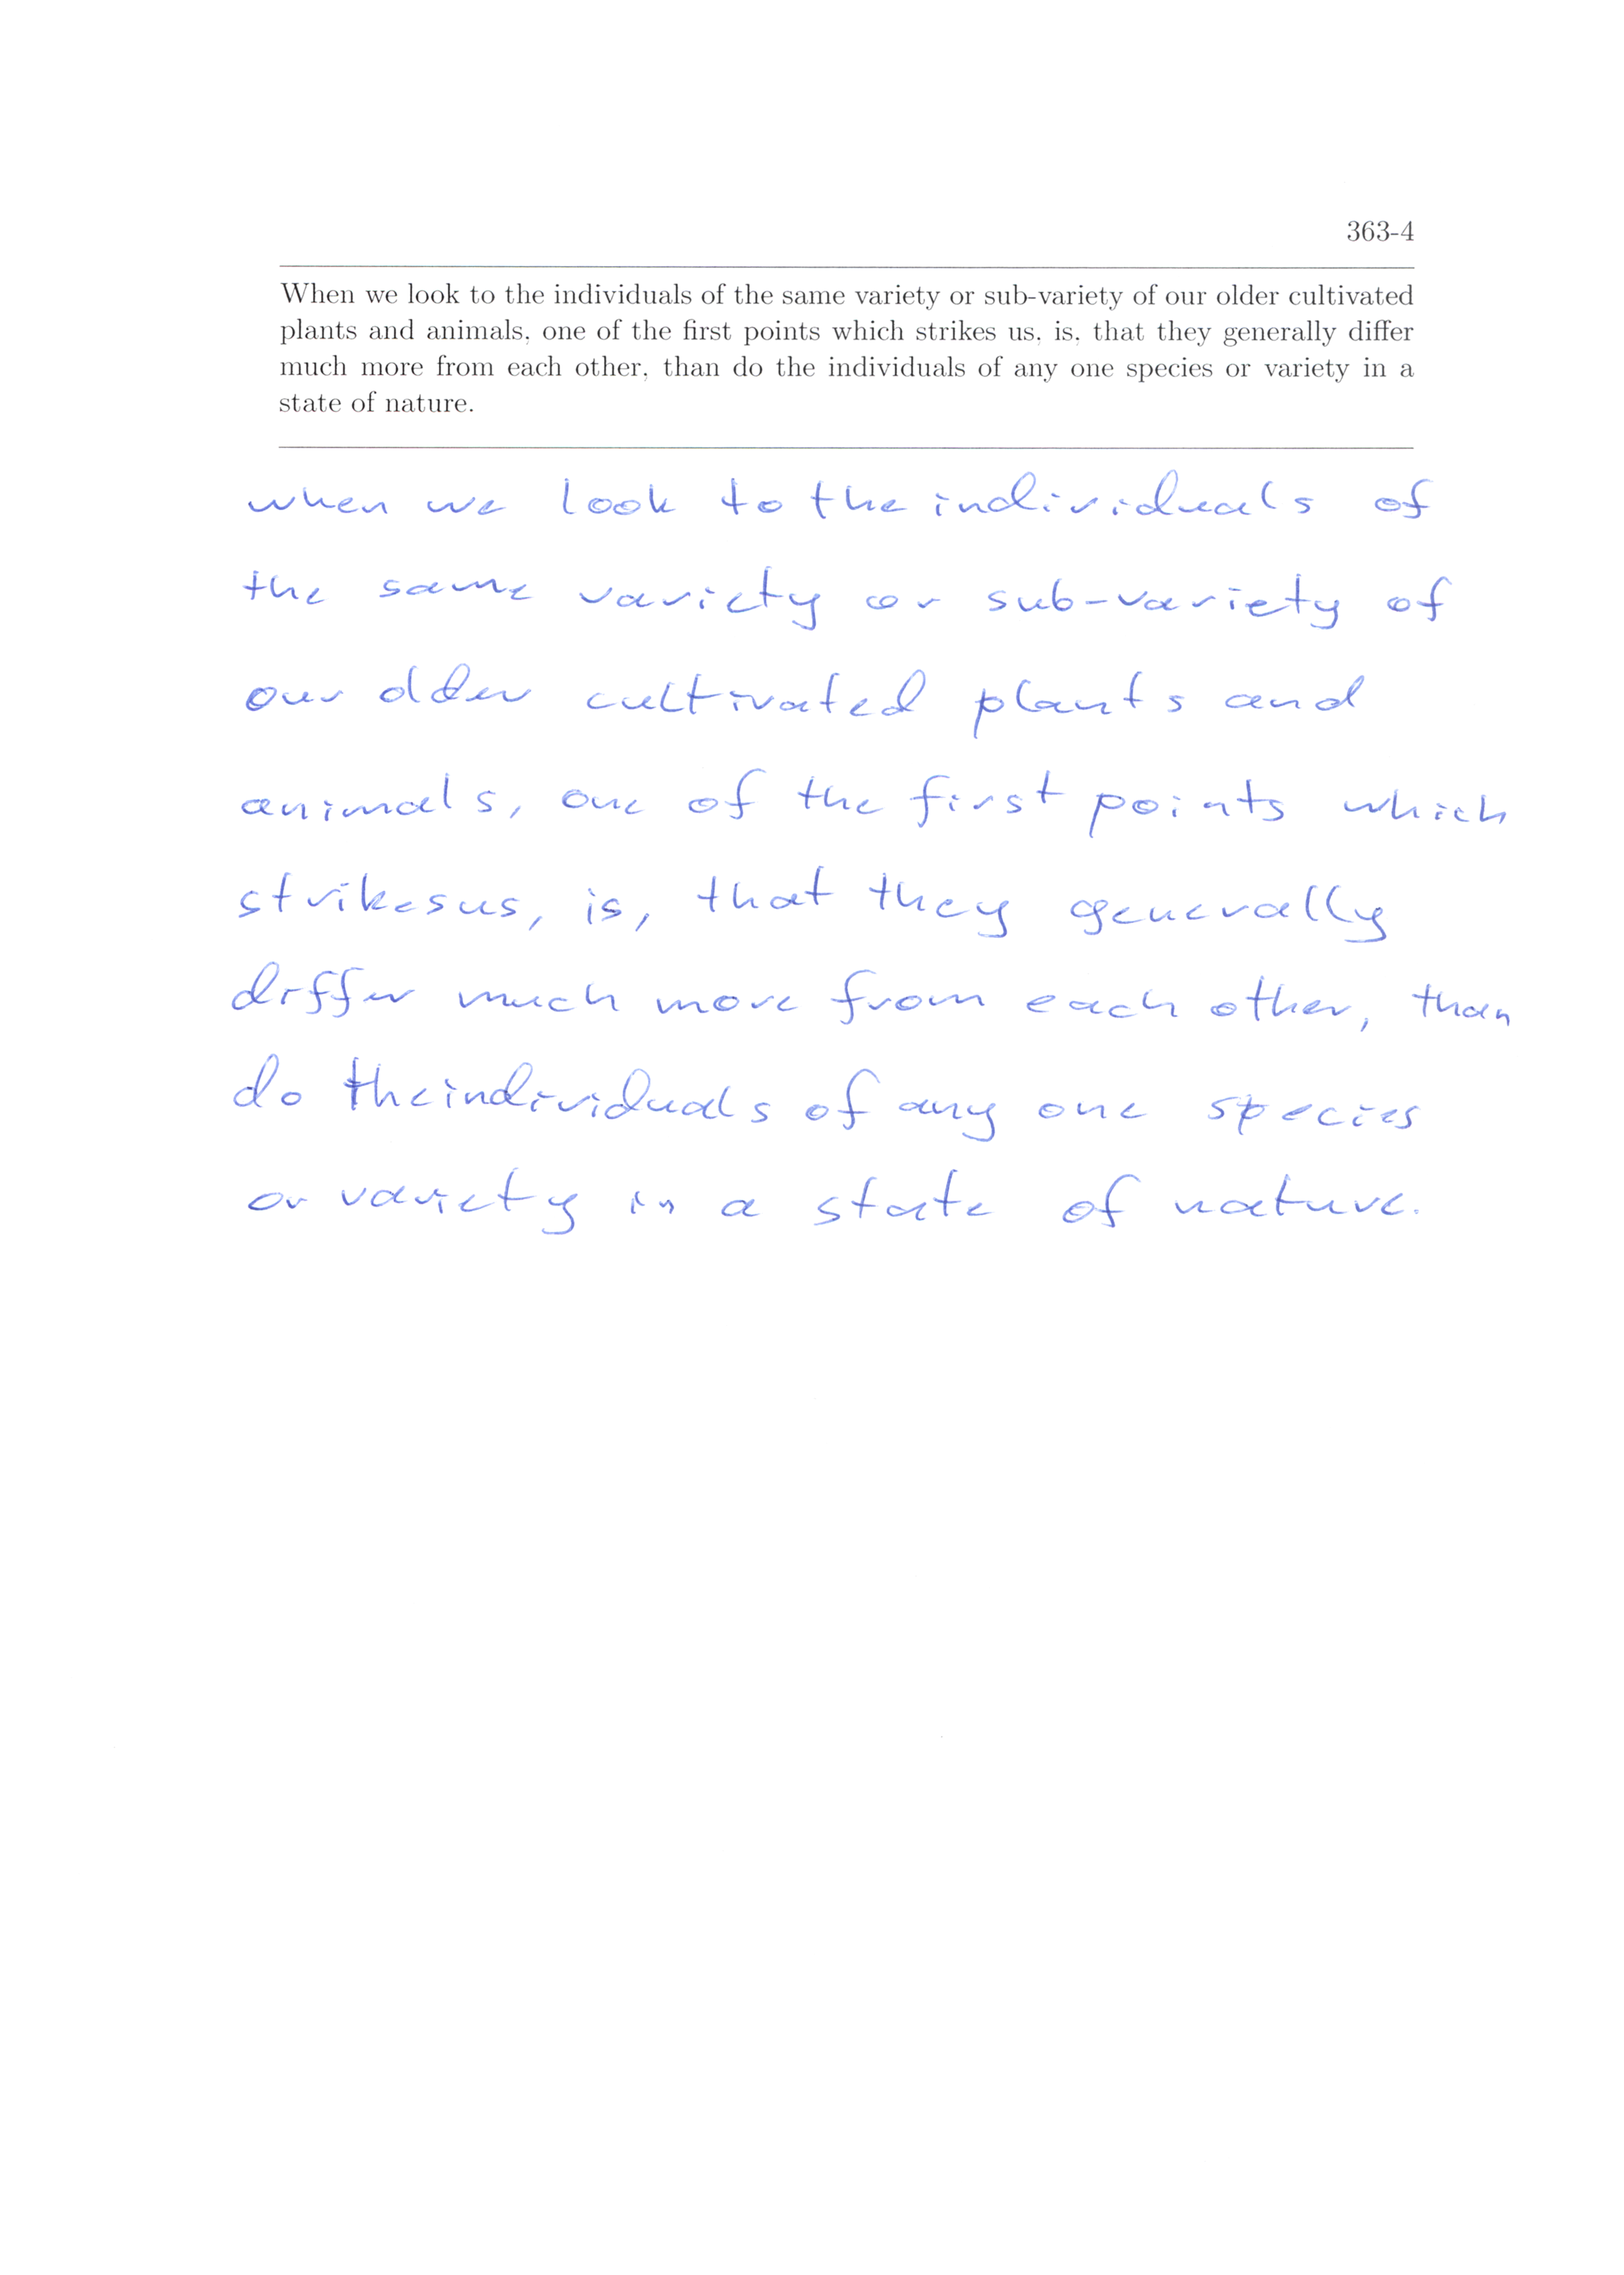 363-4
When we look to the individuals of the same variety or sub-variety of our older cultivated
plants and animals, one of the first points which strikes us, is, that they generally differ
much more from each other, than do the individuals of any one species or variety in a
state of nature.
when we look to the individuals of
the same variety or sub-variety of
our older cultivated plants and
animals, one of the first points which
strikes us, is, that they generally
differ much more from each other, than
do the individuals of any one species
or variety in a state of nature.